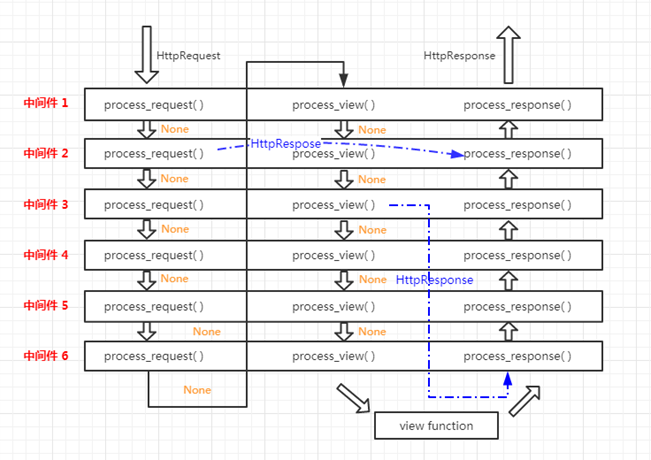 HttpRequest
HttpResponse
中间件 1 process_request( ) process_view( ) process_response( )
None None
中间件 2 process_request( ) HttpRespose process_view( ) process_response( )
None None
中间件 3 process_request( ) process_view( ) process_response( )
None None
中间件 4 process_request( ) process_view( ) process_response( )
None None HttpResponse
中间件 5 process_request( ) process_view( ) process_response( )
None None
中间件 6 process_request( ) process_view( ) process_response( )
None
view function